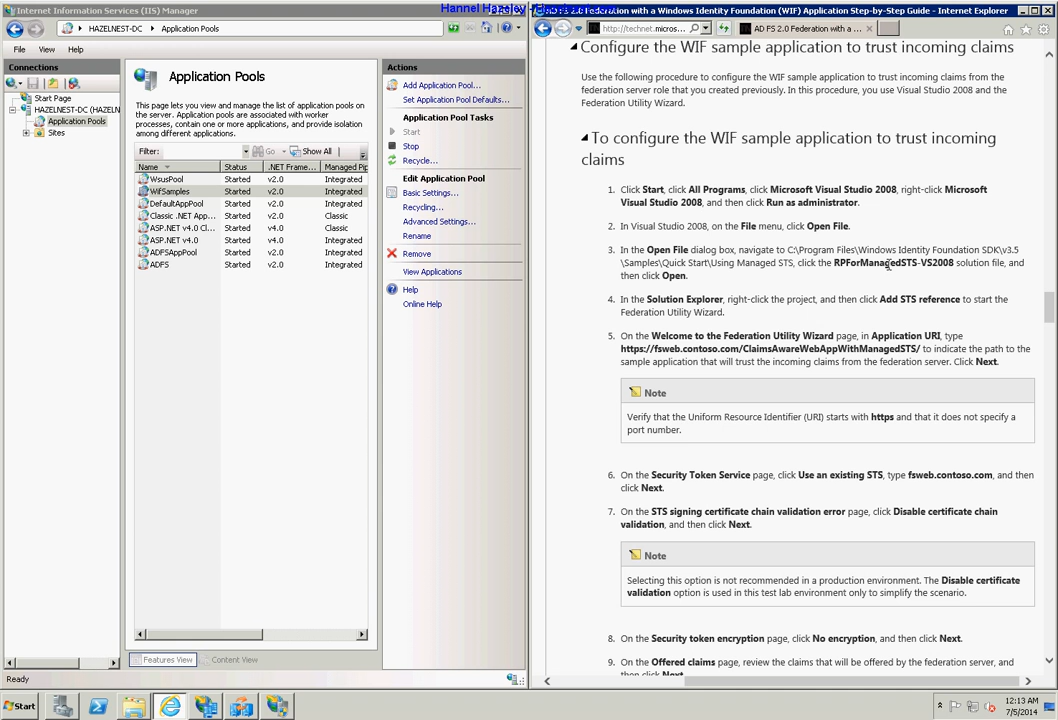 Internet Information Services (IIS) Manager
HAZELNEST-DC
Application Pools
File
View
Help
Connections
Start Page
HAZELNEST-DC (HAZELN
Application Pools
Sites
Application Pools
This page lets you view and manage the list of application pools on
the server. Application pools are associated with worker
processes, contain one or more applications, and provide isolation
among different applications.
Filter:
Go
Show All
Name
Status
.NET Frame...
Managed Pip
WsusPool
Started
v2.0
Integrated
WifSamples
Started
v2.0
Integrated
DefaultAppPool
Started
v2.0
Integrated
Classic .NET App...
Started
v2.0
Classic
ASP.NET v4.0 Cl...
Started
v4.0
Classic
ASP.NET v4.0
Started
v4.0
Integrated
ADFSAppPool
Started
v2.0
Integrated
ADFS
Started
v2.0
Integrated
Features View
Content View
Ready
Actions
Add Application Pool...
Set Application Pool Defaults...
Application Pool Tasks
Start
Stop
Recycle...
Edit Application Pool
Basic Settings...
Recycling...
Advanced Settings...
Rename
Remove
View Applications
Help
Online Help
Hannel Hazeley
AD FS 2.0 Federation with a Windows Identity Foundation (WIF) Application Step-by-Step Guide - Internet Explorer
http://technet.micros...
AD FS 2.0 Federation with a ...
Configure the WIF sample application to trust incoming claims
Use the following procedure to configure the WIF sample application to trust incoming claims from the
federation server role that you created previously. In this procedure, you use Visual Studio 2008 and the
Federation Utility Wizard.
To configure the WIF sample application to trust incoming
claims
1. Click Start, click All Programs, click Microsoft Visual Studio 2008, right-click Microsoft
Visual Studio 2008, and then click Run as administrator.
2. In Visual Studio 2008, on the File menu, click Open File.
3. In the Open File dialog box, navigate to C:\Program Files\Windows Identity Foundation SDK\v3.5
\Samples\Quick Start\Using Managed STS, click the RPForManagedSTS-VS2008 solution file, and
then click Open.
4. In the Solution Explorer, right-click the project, and then click Add STS reference to start the
Federation Utility Wizard.
5. On the Welcome to the Federation Utility Wizard page, in Application URI, type
https://fsweb.contoso.com/ClaimsAwareWebAppWithManagedSTS/ to indicate the path to the
sample application that will trust the incoming claims from the federation server. Click Next.
Note
Verify that the Uniform Resource Identifier (URI) starts with https and that it does not specify a
port number.
6. On the Security Token Service page, click Use an existing STS, type fsweb.contoso.com, and then
click Next.
7. On the STS signing certificate chain validation error page, click Disable certificate chain
validation, and then click Next.
Note
Selecting this option is not recommended in a production environment. The Disable certificate
validation option is used in this test lab environment only to simplify the scenario.
8. On the Security token encryption page, click No encryption, and then click Next.
9. On the Offered claims page, review the claims that will be offered by the federation server, and
then click Next.
Start
12:13 AM
7/5/2014